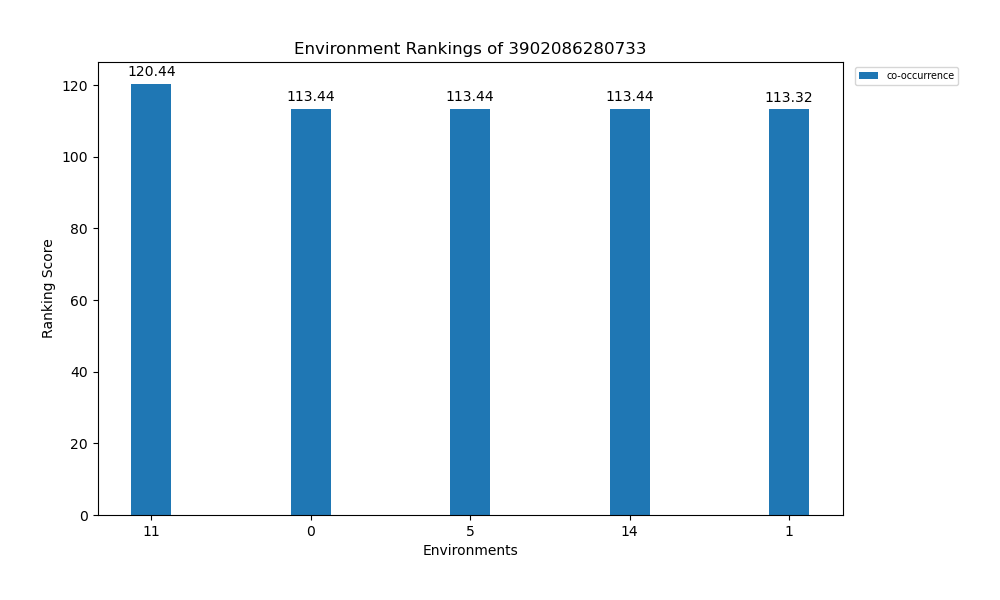 Environment Rankings of 3902086280733
co-occurrence
120.44
113.44
113.44
113.44
113.32
120
100
80
60
40
20
0
Ranking Score
11 0 5 14 1
Environments